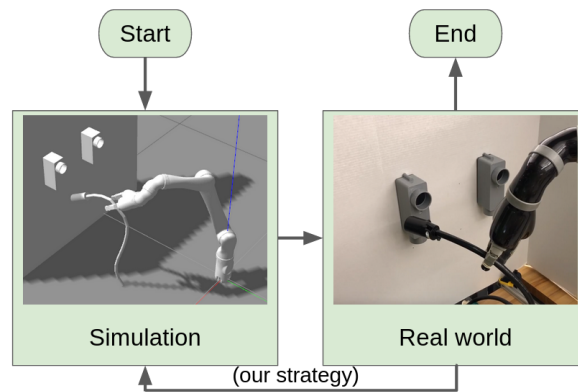 Start
End
Simulation
Real world
(our strategy)